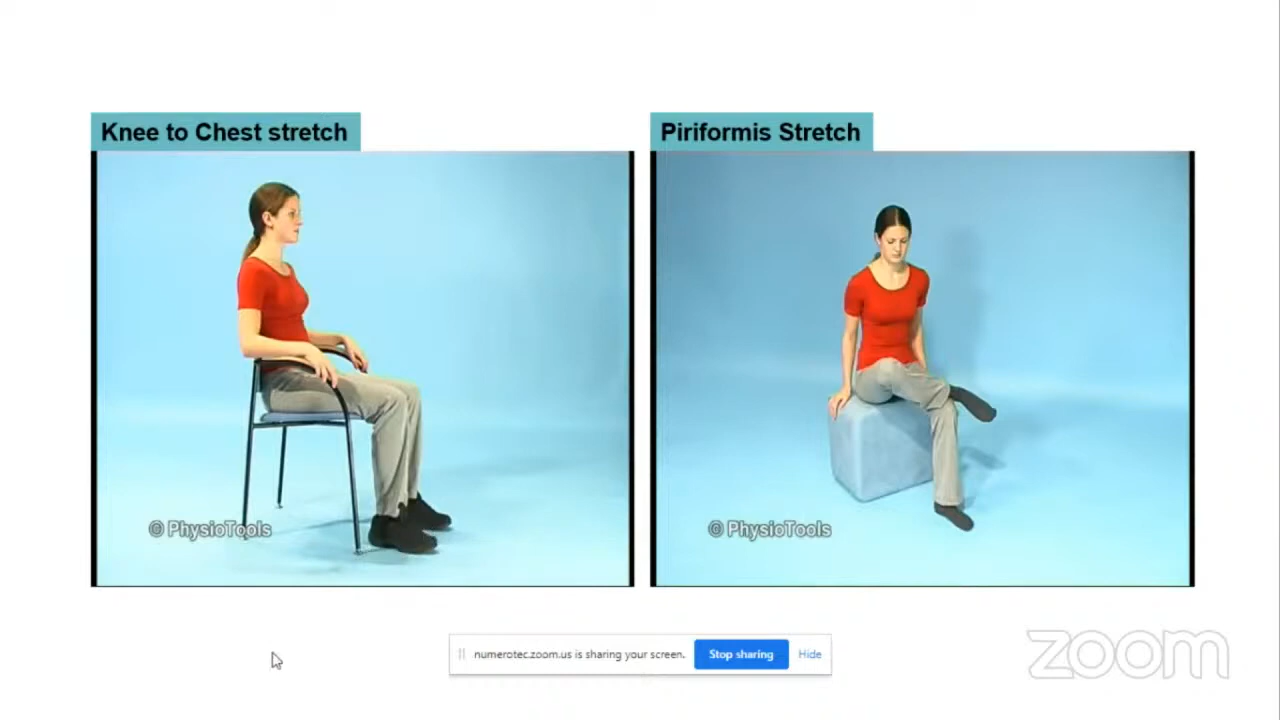 Knee to Chest stretch
Piriformis Stretch
© PhysioTools
© PhysioTools
numerotec.zoom.us is sharing your screen.
Stop sharing
Hide
zoom